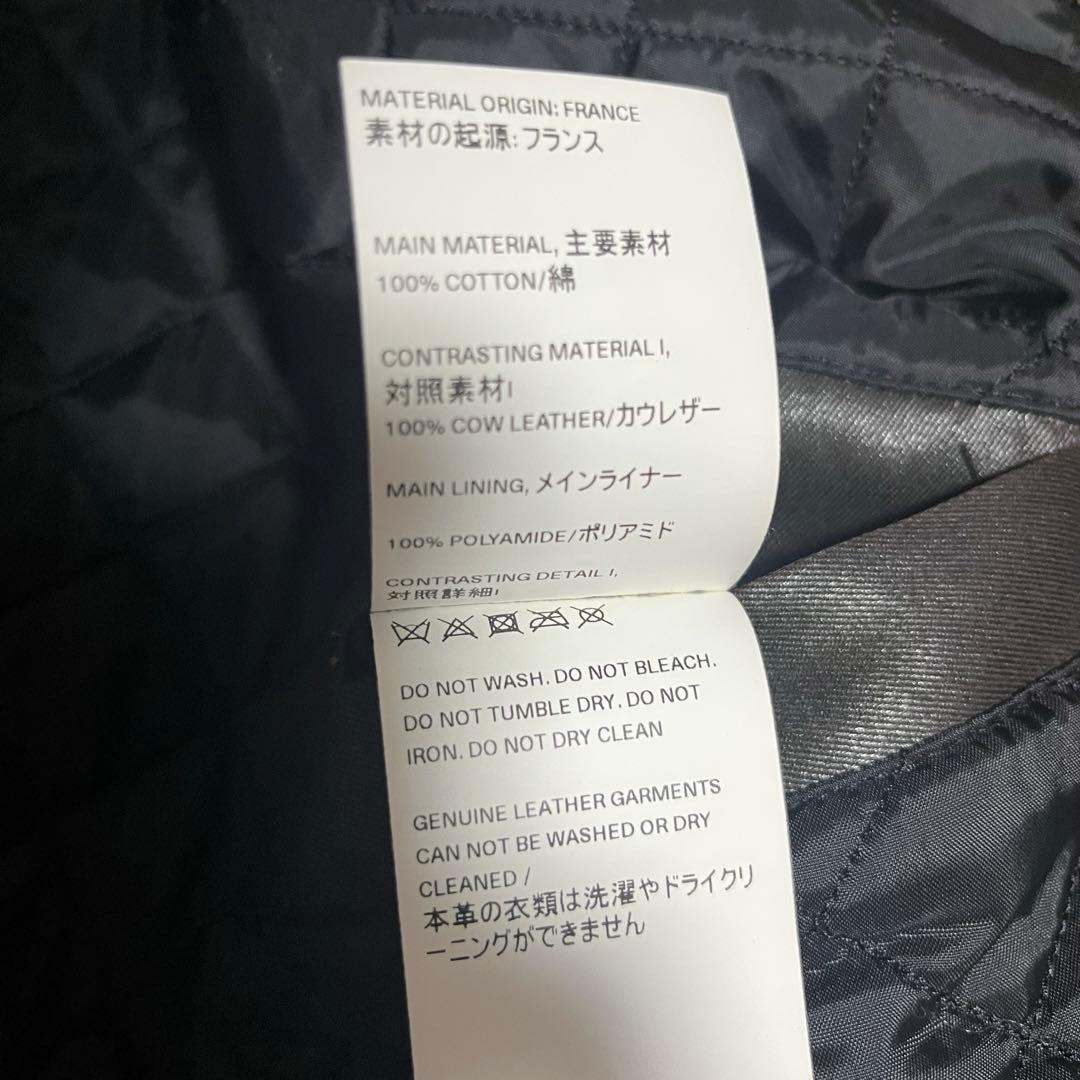 MATERIAL ORIGIN: FRANCE
素材の起源:フランス
MAIN MATERIAL, 主要素材
100% COTTON/綿
CONTRASTING MATERIAL I,
対照素材I
100% COW LEATHER/カウレザー
MAIN LINING, メインライナー
100% POLYAMIDE/ポリアミド
CONTRASTING DETAIL I,
対照詳細I
DO NOT WASH. DO NOT BLEACH.
DO NOT TUMBLE DRY. DO NOT
IRON. DO NOT DRY CLEAN
GENUINE LEATHER GARMENTS
CAN NOT BE WASHED OR DRY
CLEANED /
本革の衣類は洗濯やドライクリ
ーニングができません